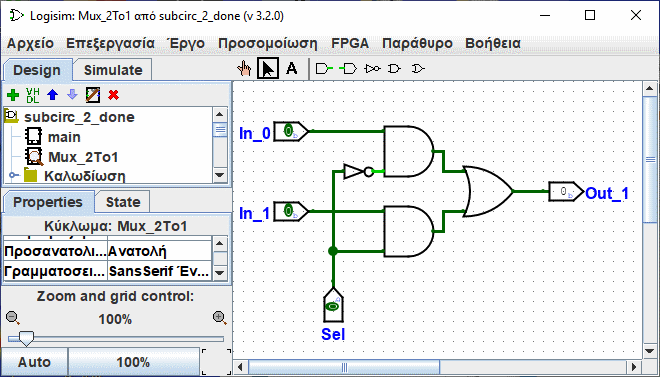 Logisim: Mux_2To1 από subcirc_2_done (v 3.2.0)
Αρχείο Επεξεργασία Έργο Προσομοίωση FPGA Παράθυρο Βοήθεια
Design Simulate
A
VH
DL
subcirc_2_done
main
Mux_2To1
Καλωδίωση
Properties State
Κύκλωμα: Mux_2To1
Προσανατολι... Ανατολή
Γραμματοσει... SansSerif Έν...
Zoom and grid control:
100%
Auto 100%
In_0 0
In_1 0
0 Out_1
0
Sel